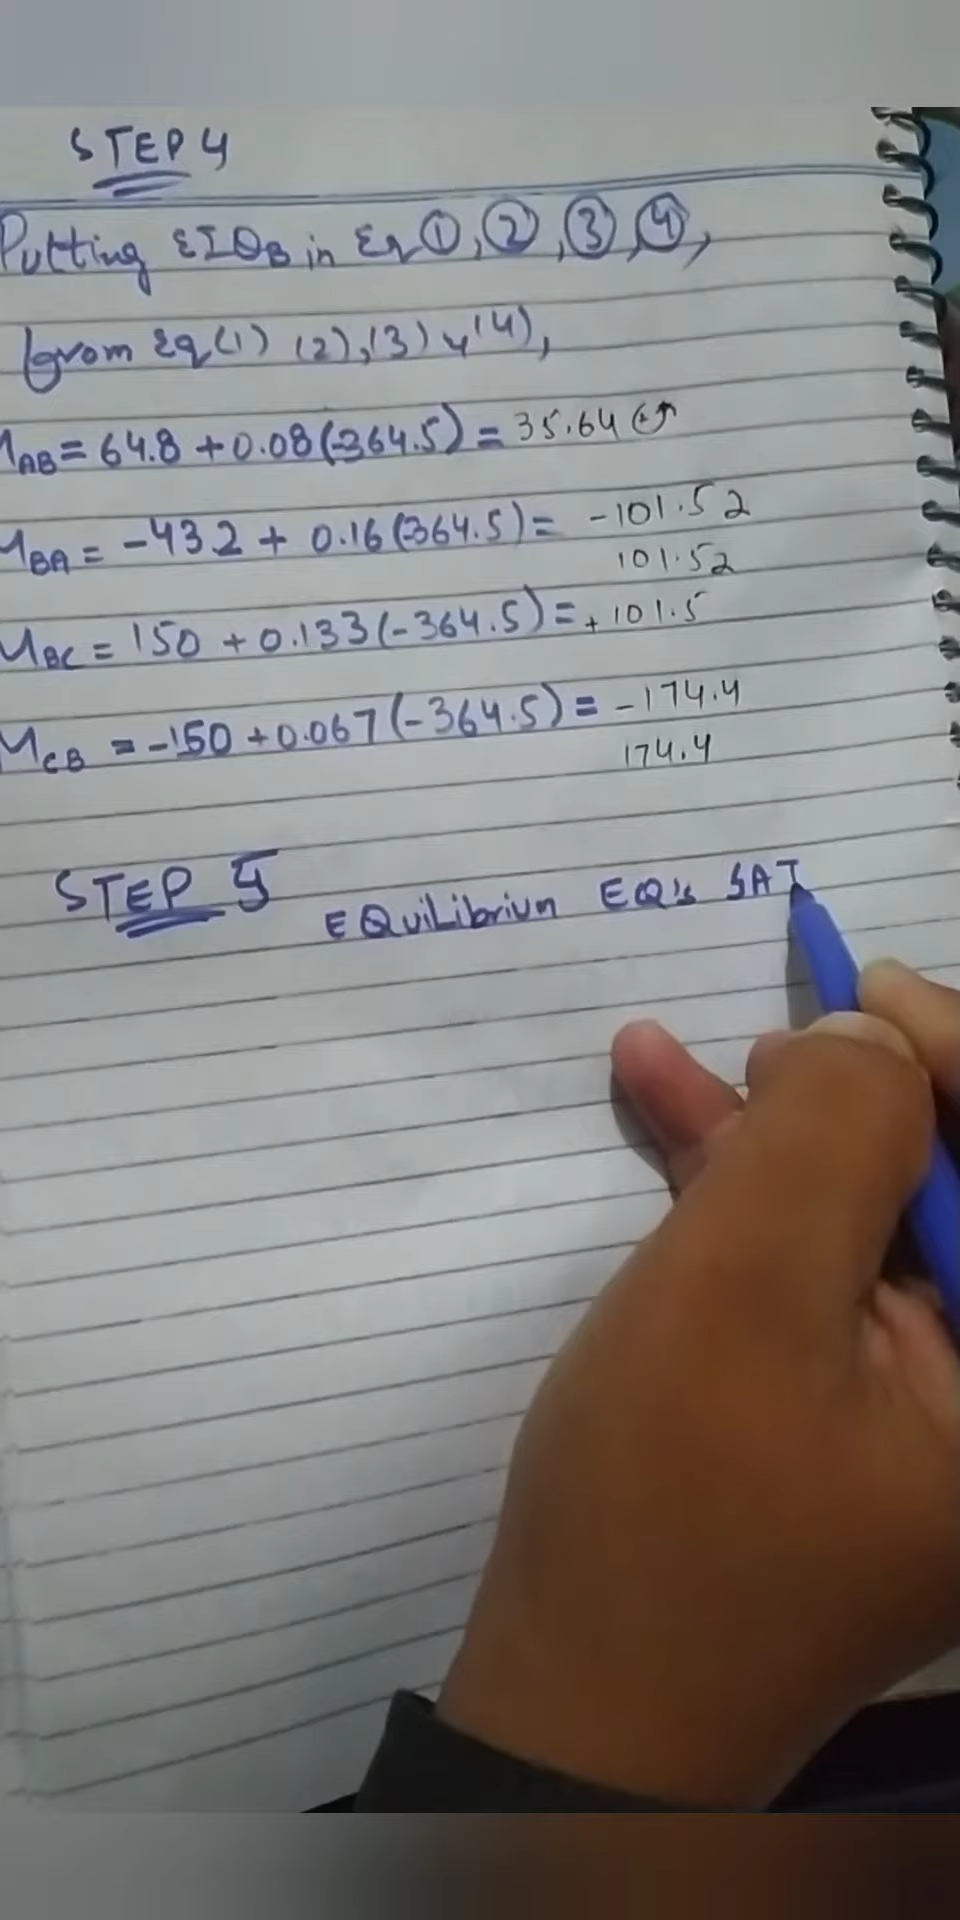 STEP 4
Putting EIθB in Eq ①, ②, ③, ④,
from Eq (1) (2), (3) y (4),
MAB = 64.8 + 0.08(-364.5) = 35.64
MBA = -43.2 + 0.16(-364.5) = -101.52
101.52
MBC = 150 + 0.133(-364.5) = +101.5
MCB = -150 + 0.067(-364.5) = -174.4
174.4
STEP 5
EQuiLibrium EQ's SAT